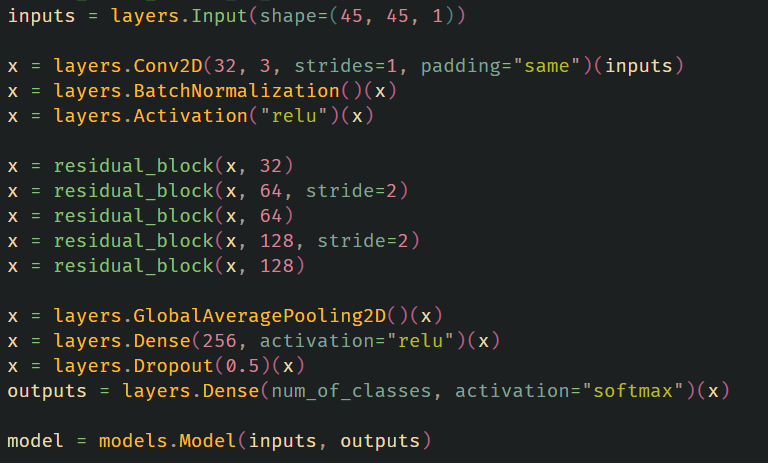 inputs = layers.Input(shape=(45, 45, 1))
x = layers.Conv2D(32, 3, strides=1, padding="same")(inputs)
x = layers.BatchNormalization()(x)
x = layers.Activation("relu")(x)
x = residual_block(x, 32)
x = residual_block(x, 64, stride=2)
x = residual_block(x, 64)
x = residual_block(x, 128, stride=2)
x = residual_block(x, 128)
x = layers.GlobalAveragePooling2D()(x)
x = layers.Dense(256, activation="relu")(x)
x = layers.Dropout(0.5)(x)
outputs = layers.Dense(num_of_classes, activation="softmax")(x)
model = models.Model(inputs, outputs)